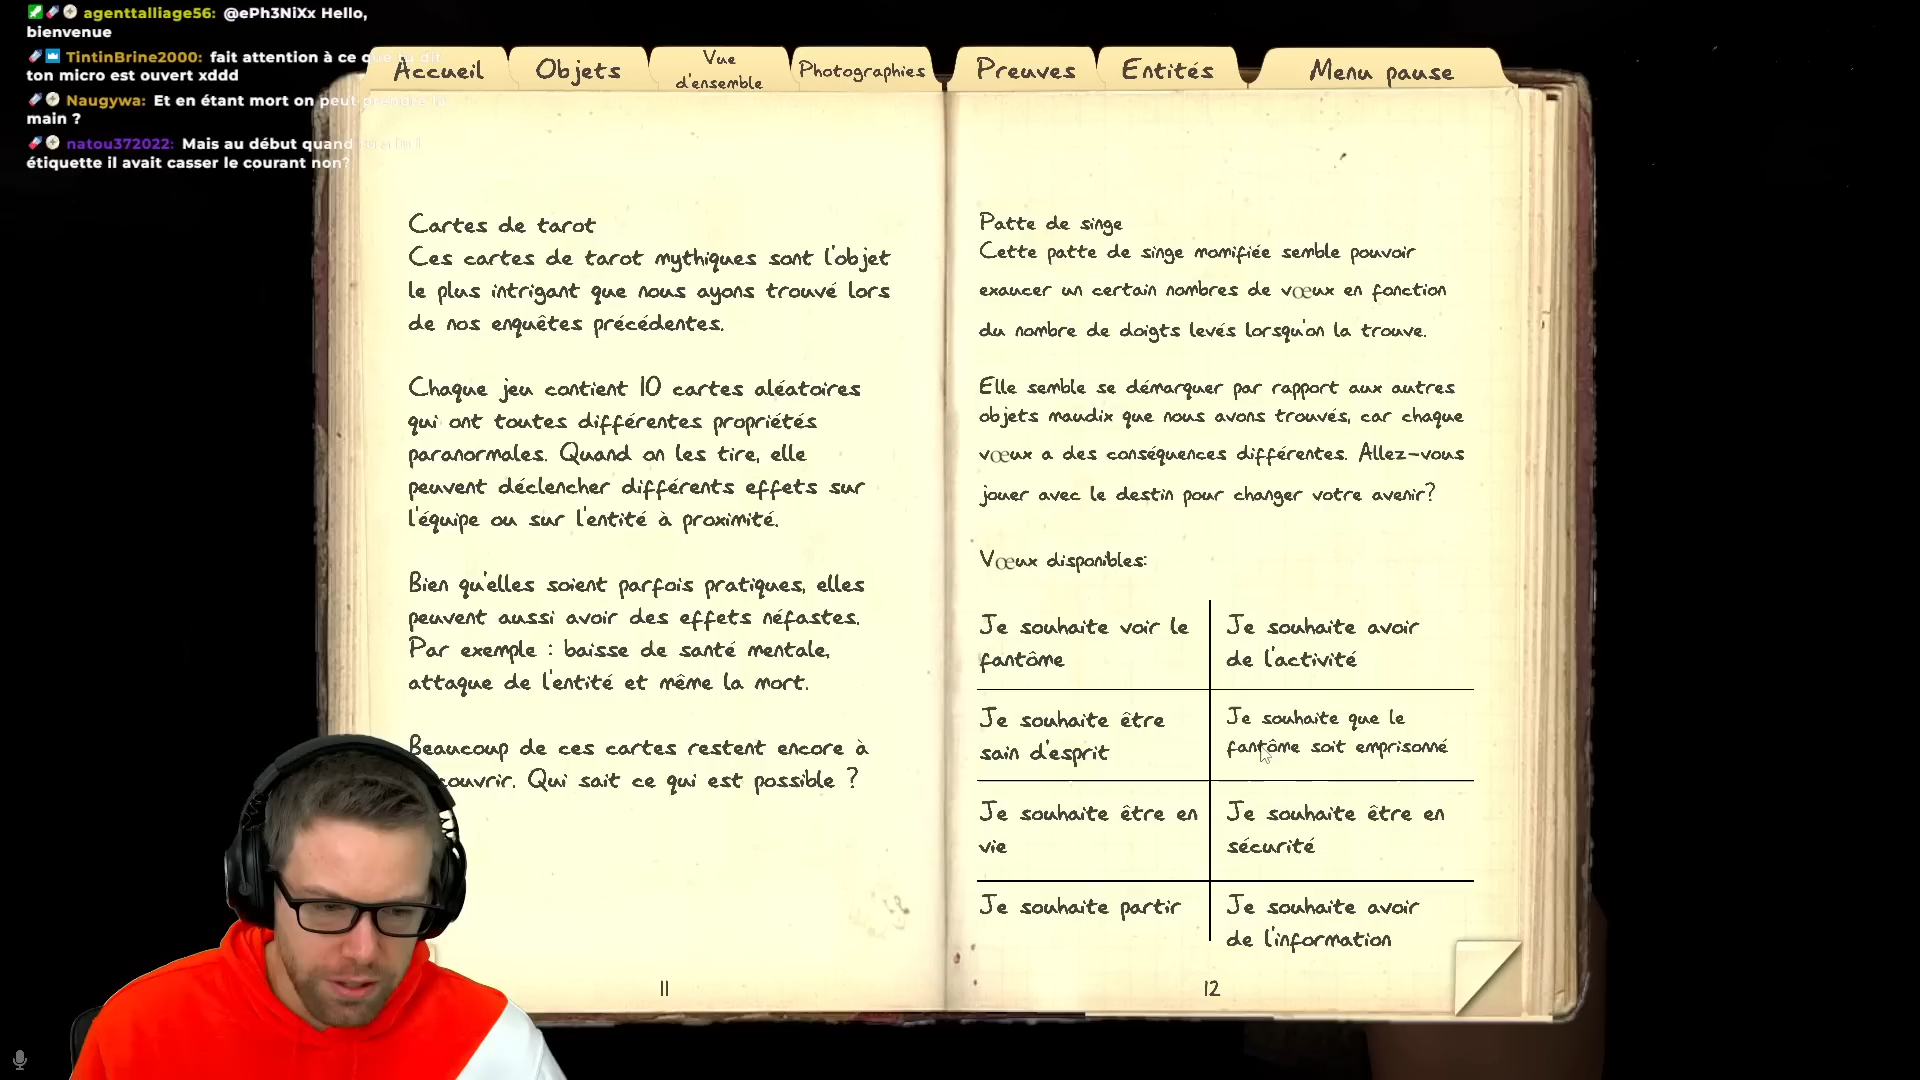 agenttalliage56: @ePh3NiXx Hello,
bienvenue
TintinBrine2000: fait attention à ce que tu dit
ton micro est ouvert xddd
Naugywa: Et en étant mort on peut prendre la
main ?
natou372022: Mais au début quand
étiquette il avait casser le courant non?
Accueil
Objets
Vue
d'ensemble
Photographies
Preuves
Entités
Menu pause
Cartes de tarot
Ces cartes de tarot mythiques sont l'objet
le plus intrigant que nous ayons trouvé lors
de nos enquêtes précédentes.
Chaque jeu contient 10 cartes aléatoires
qui ont toutes différentes propriétés
paranormales. Quand on les tire, elle
peuvent déclencher différents effets sur
l'équipe ou sur l'entité à proximité.
Bien qu'elles soient parfois pratiques, elles
peuvent aussi avoir des effets néfastes.
Par exemple : baisse de santé mentale,
attaque de l'entité et même la mort.
Beaucoup de ces cartes restent encore à
couvrir. Qui sait ce qui est possible ?
11
Patte de singe
Cette patte de singe momifiée semble pouvoir
exaucer un certain nombres de vœux en fonction
du nombre de doigts levés lorsqu'on la trouve.
Elle semble se démarquer par rapport aux autres
objets maudix que nous avons trouvés, car chaque
vœux a des conséquences différentes. Allez-vous
jouer avec le destin pour changer votre avenir?
Vœux disponibles:
Je souhaite voir le
fantôme
Je souhaite avoir
de l'activité
Je souhaite être
sain d'esprit
Je souhaite que le
fantôme soit emprisonné
Je souhaite être en
vie
Je souhaite être en
sécurité
Je souhaite partir
Je souhaite avoir
de l'information
12